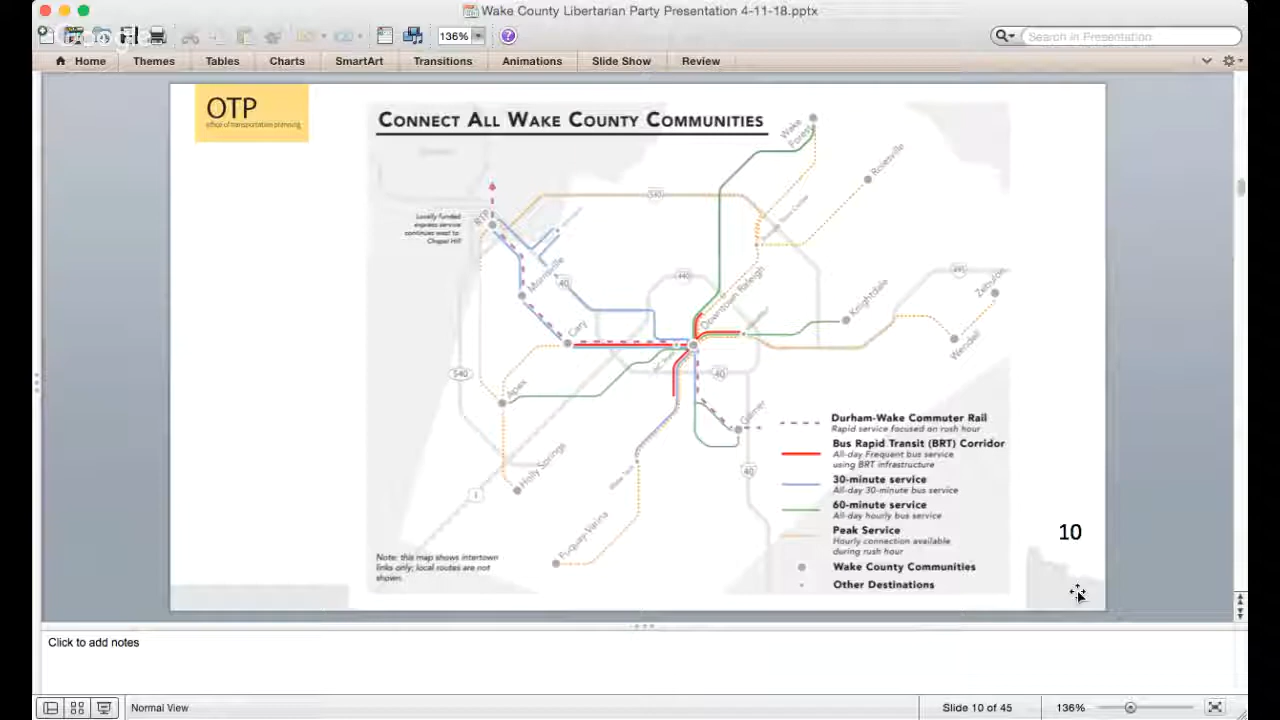 Wake County Libertarian Party Presentation 4-11-18.pptx
136%
Search in Presentation
Home
Themes
Tables
Charts
SmartArt
Transitions
Animations
Slide Show
Review
OTP
office of transportation planning
CONNECT ALL WAKE COUNTY COMMUNITIES
Wake
Forest
Rolesville
540
Locally funded
express service
continues west to
Chapel Hill
RTP
Morrisville
40
440
Downtown Raleigh
Knightdale
Zebulon
Wendell
Cary
540
Apex
40
Garner
Holly Springs
1
40
Fuquay-Varina
Durham-Wake Commuter Rail
Rapid service focused on rush hour
Bus Rapid Transit (BRT) Corridor
All-day Frequent bus service
using BRT infrastructure
30-minute service
All-day 30-minute bus service
60-minute service
All-day hourly bus service
Peak Service
Hourly connection available
during rush hour
Wake County Communities
Other Destinations
Note: this map shows intertown
links only; local routes are not
shown.
10
Click to add notes
Normal View
Slide 10 of 45
136%